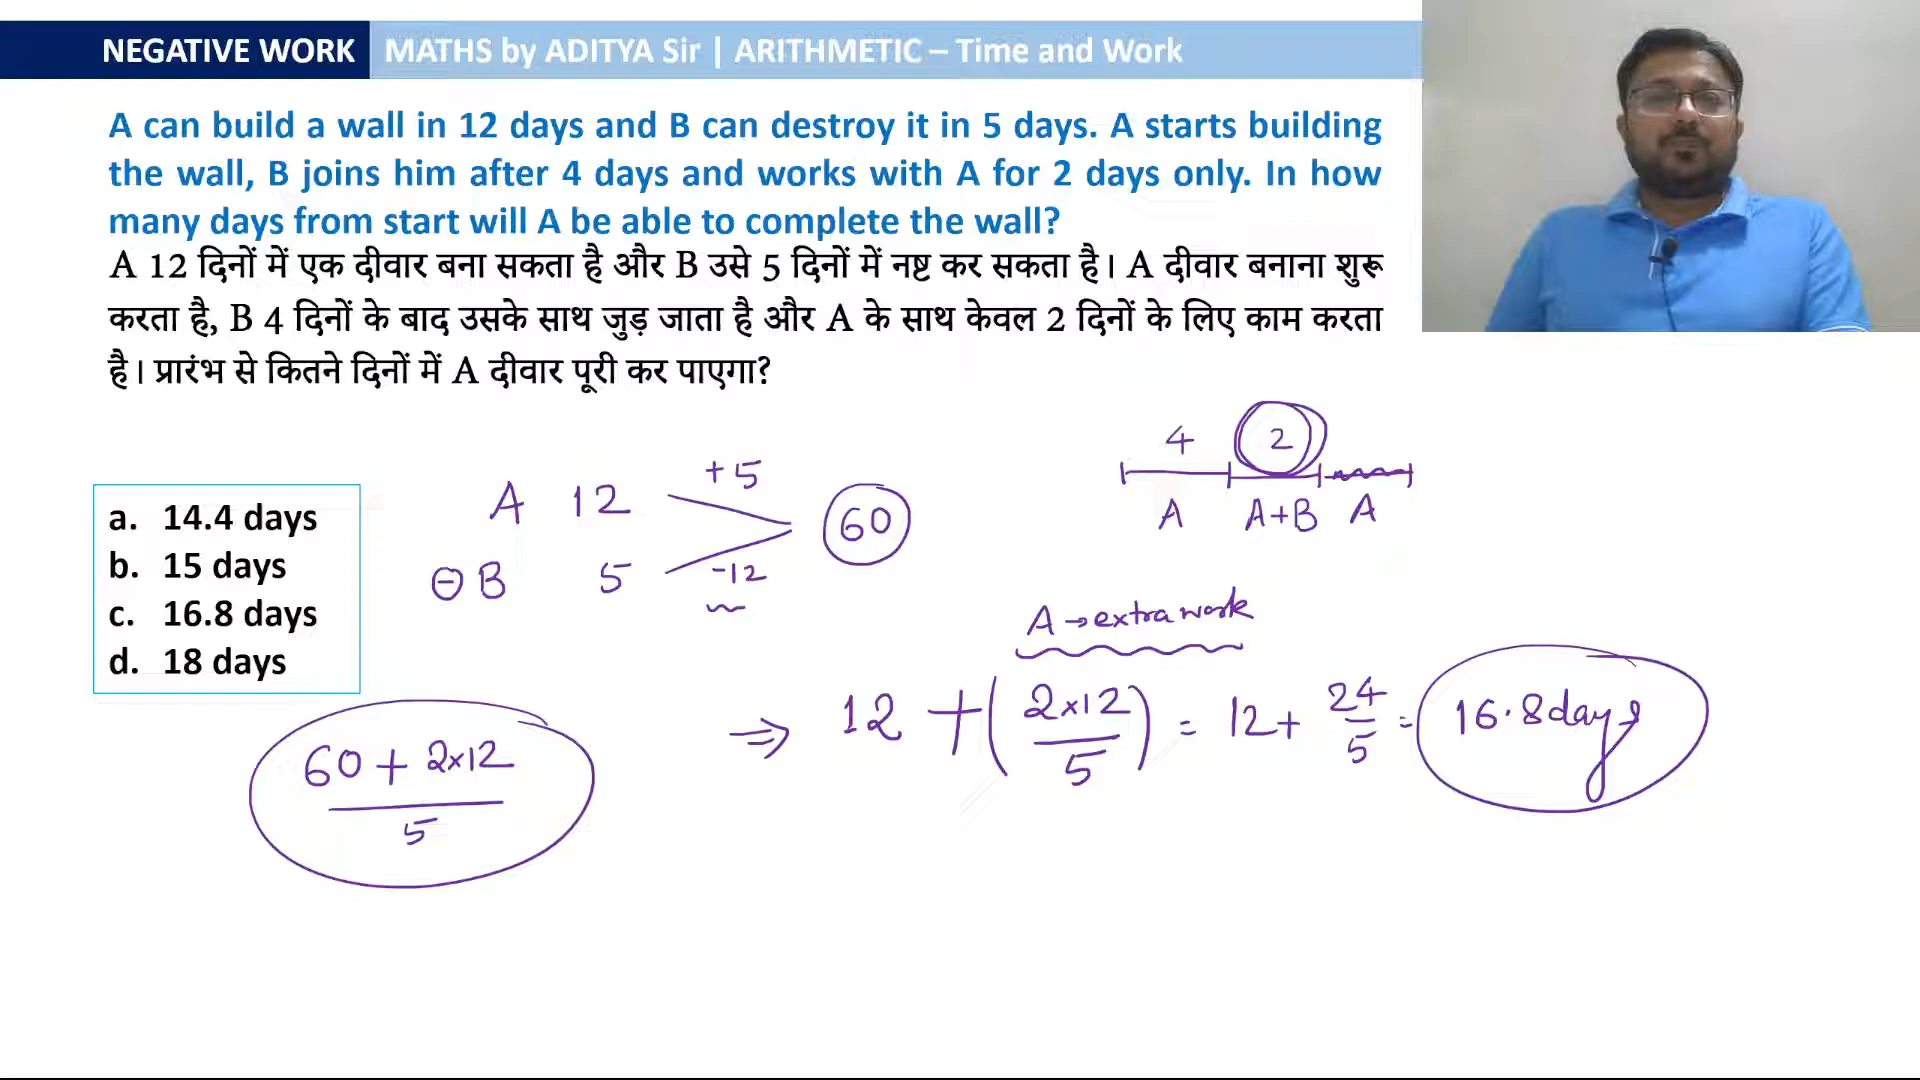 NEGATIVE WORK MATHS by ADITYA Sir | ARITHMETIC – Time and Work
A can build a wall in 12 days and B can destroy it in 5 days. A starts building
the wall, B joins him after 4 days and works with A for 2 days only. In how
many days from start will A be able to complete the wall?
A 12 दिनों में एक दीवार बना सकता है और B उसे 5 दिनों में नष्ट कर सकता है। A दीवार बनाना शुरू
करता है, B 4 दिनों के बाद उसके साथ जुड़ जाता है और A के साथ केवल 2 दिनों के लिए काम करता
है। प्रारंभ से कितने दिनों में A दीवार पूरी कर पाएगा?
a. 14.4 days
b. 15 days
c. 16.8 days
d. 18 days
A 12 +5
60
⊖ B 5 -12
4 2
A A+B A
A → extra work
⇒ 12 + (2×12/5) = 12 + 24/5 = 16.8 days
60 + 2×12
5